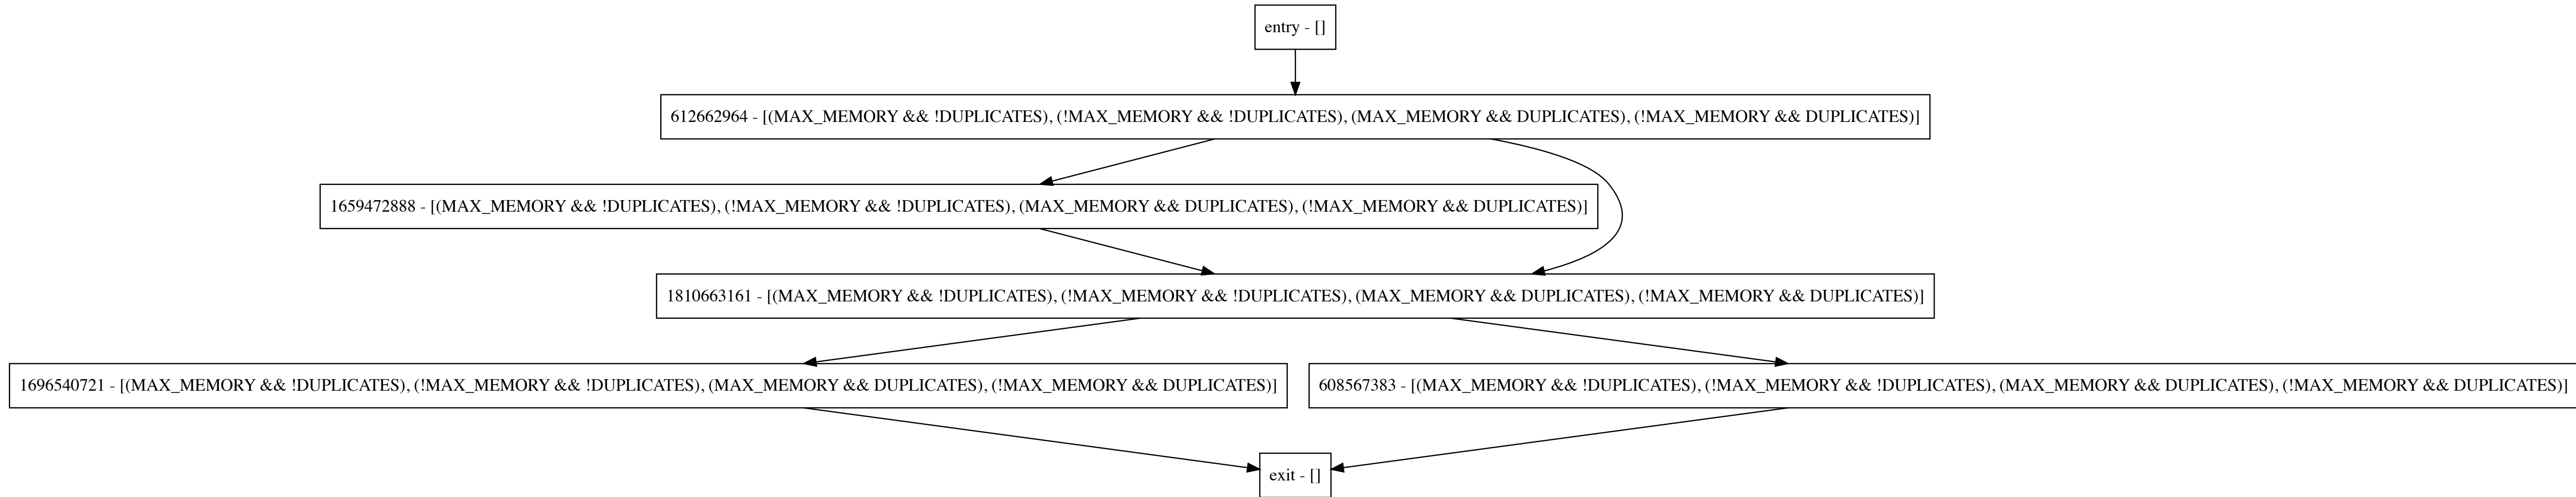 entry - []
612662964 - [(MAX_MEMORY && !DUPLICATES), (!MAX_MEMORY && !DUPLICATES), (MAX_MEMORY && DUPLICATES), (!MAX_MEMORY && DUPLICATES)]
1659472888 - [(MAX_MEMORY && !DUPLICATES), (!MAX_MEMORY && !DUPLICATES), (MAX_MEMORY && DUPLICATES), (!MAX_MEMORY && DUPLICATES)]
1810663161 - [(MAX_MEMORY && !DUPLICATES), (!MAX_MEMORY && !DUPLICATES), (MAX_MEMORY && DUPLICATES), (!MAX_MEMORY && DUPLICATES)]
1696540721 - [(MAX_MEMORY && !DUPLICATES), (!MAX_MEMORY && !DUPLICATES), (MAX_MEMORY && DUPLICATES), (!MAX_MEMORY && DUPLICATES)]
608567383 - [(MAX_MEMORY && !DUPLICATES), (!MAX_MEMORY && !DUPLICATES), (MAX_MEMORY && DUPLICATES), (!MAX_MEMORY && DUPLICATES)]
exit - []